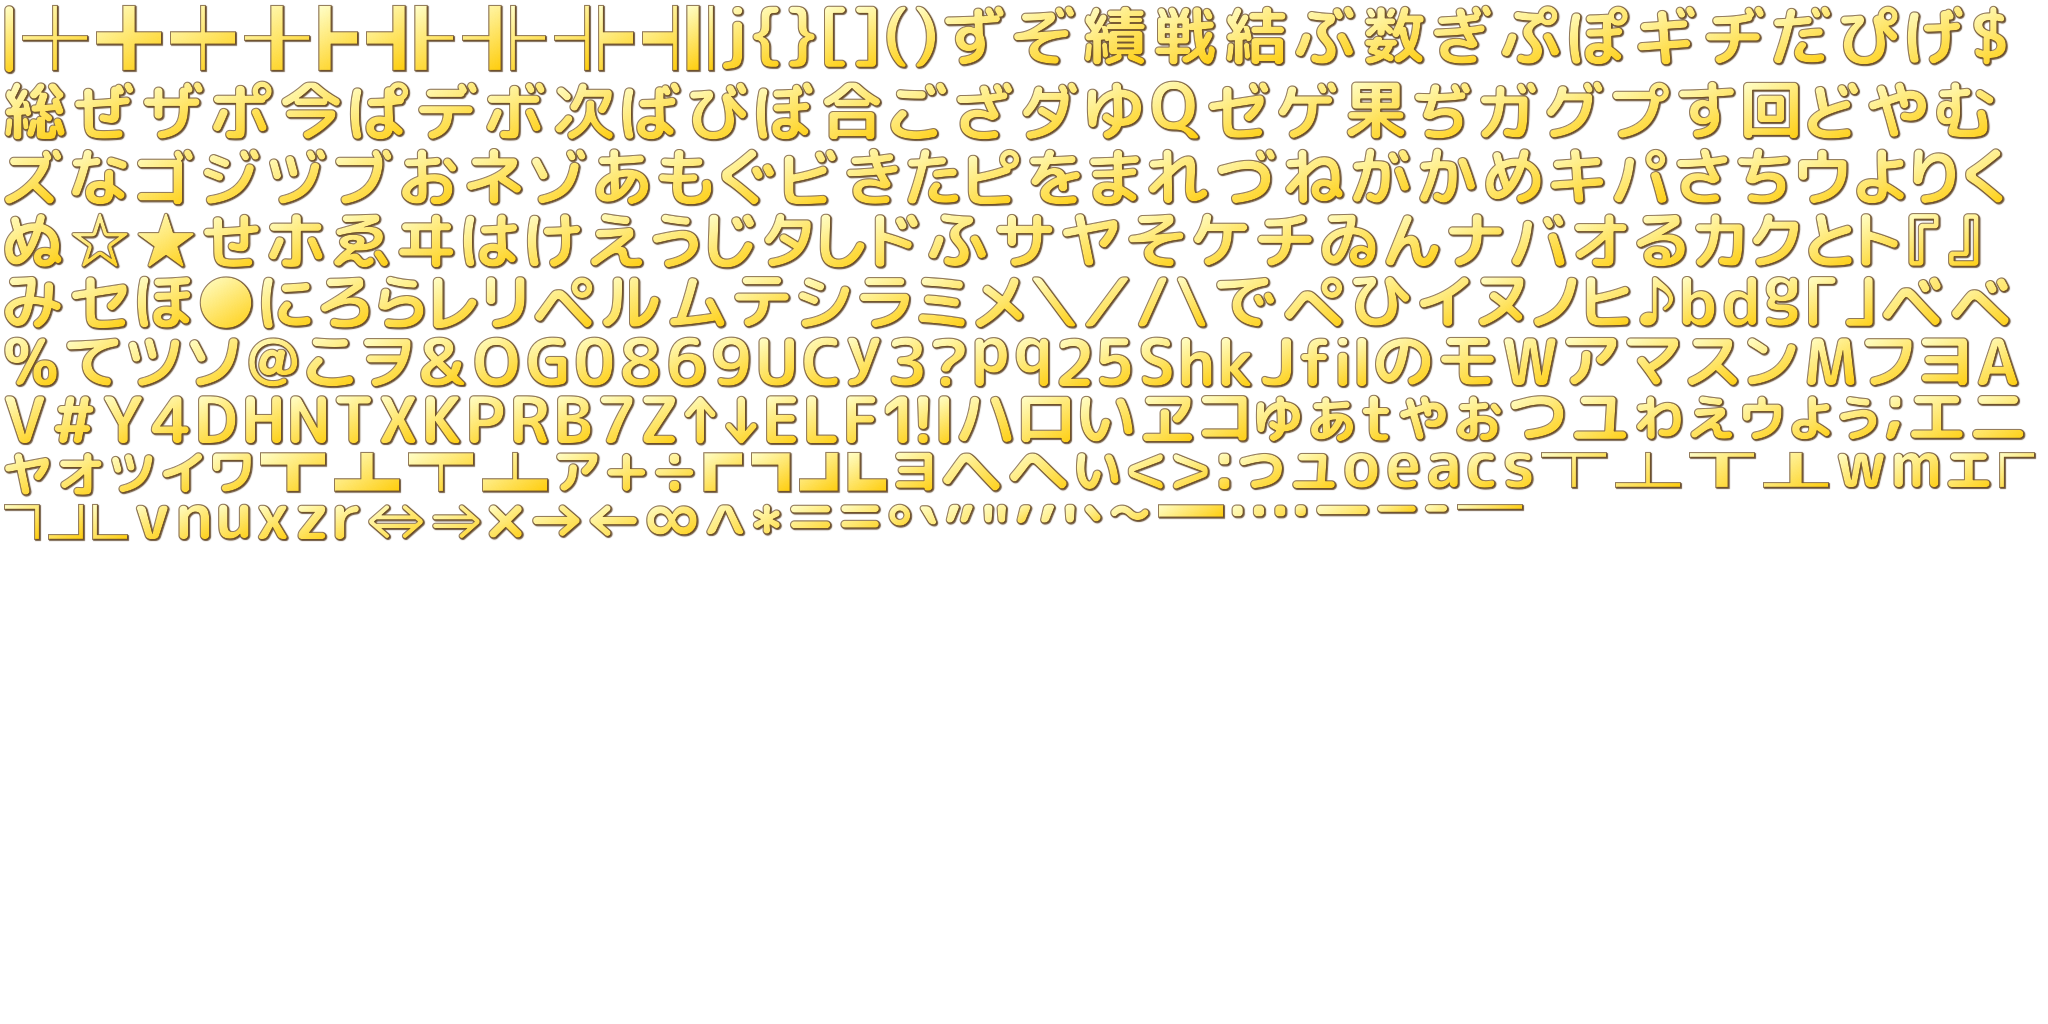 |┼╋┿╂┣┫┠┨┝┥┃│j{}[]()ずぞ績戦結ぶ数ぎぷぽギヂだぴげ$
総ぜザポ今ぱデボ次ばびぼ合ござダゆQゼゲ果ぢガグプす回どやむ
ズなゴジヅブおネゾあもぐビきたピをまれづねがかめキパさちウよりく
ぬ☆★せホゑヰはけえうじタしドふサヤそケチゐんナバオるカクとト『』
みセほ●にろらレリペルムテシラミメ\/／＼でぺひイヌノヒ♪bdg「」ベべ
%てツソ@こヲ&OG0869UCy3?pq25ShkJfilのモWアマスンMフヨA
V#Y4DHNTXKPRB7Z↑↓ELF1!Iハロいヱコゅぁtゃぉつユゎぇゥょぅ;エニ
ャォッィヮ┳┻┯┷ァ+÷┏┓┛┗ョヘへぃ<>:っュoeacs┬┴┰┸wmェ┌
┐┘└vnuxzr⇔⇒×→←∞^*=＝°、〃"′〜━‥…ー-─